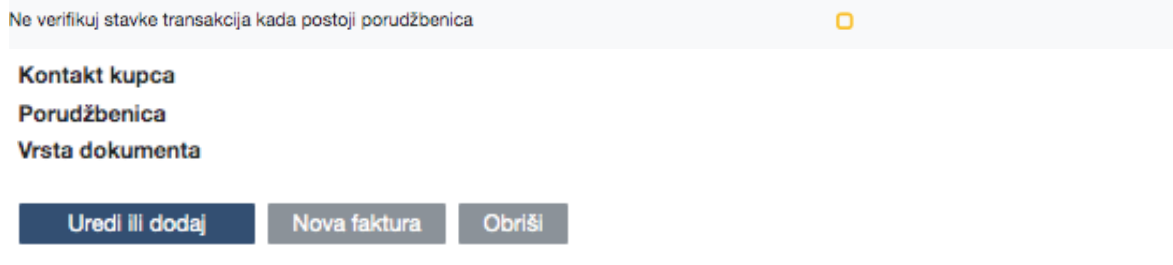 Ne verifikuj stavke transakcija kada postoji porudžbenica
Kontakt kupca
Porudžbenica
Vrsta dokumenta
Uredi ili dodaj Nova faktura Obriši